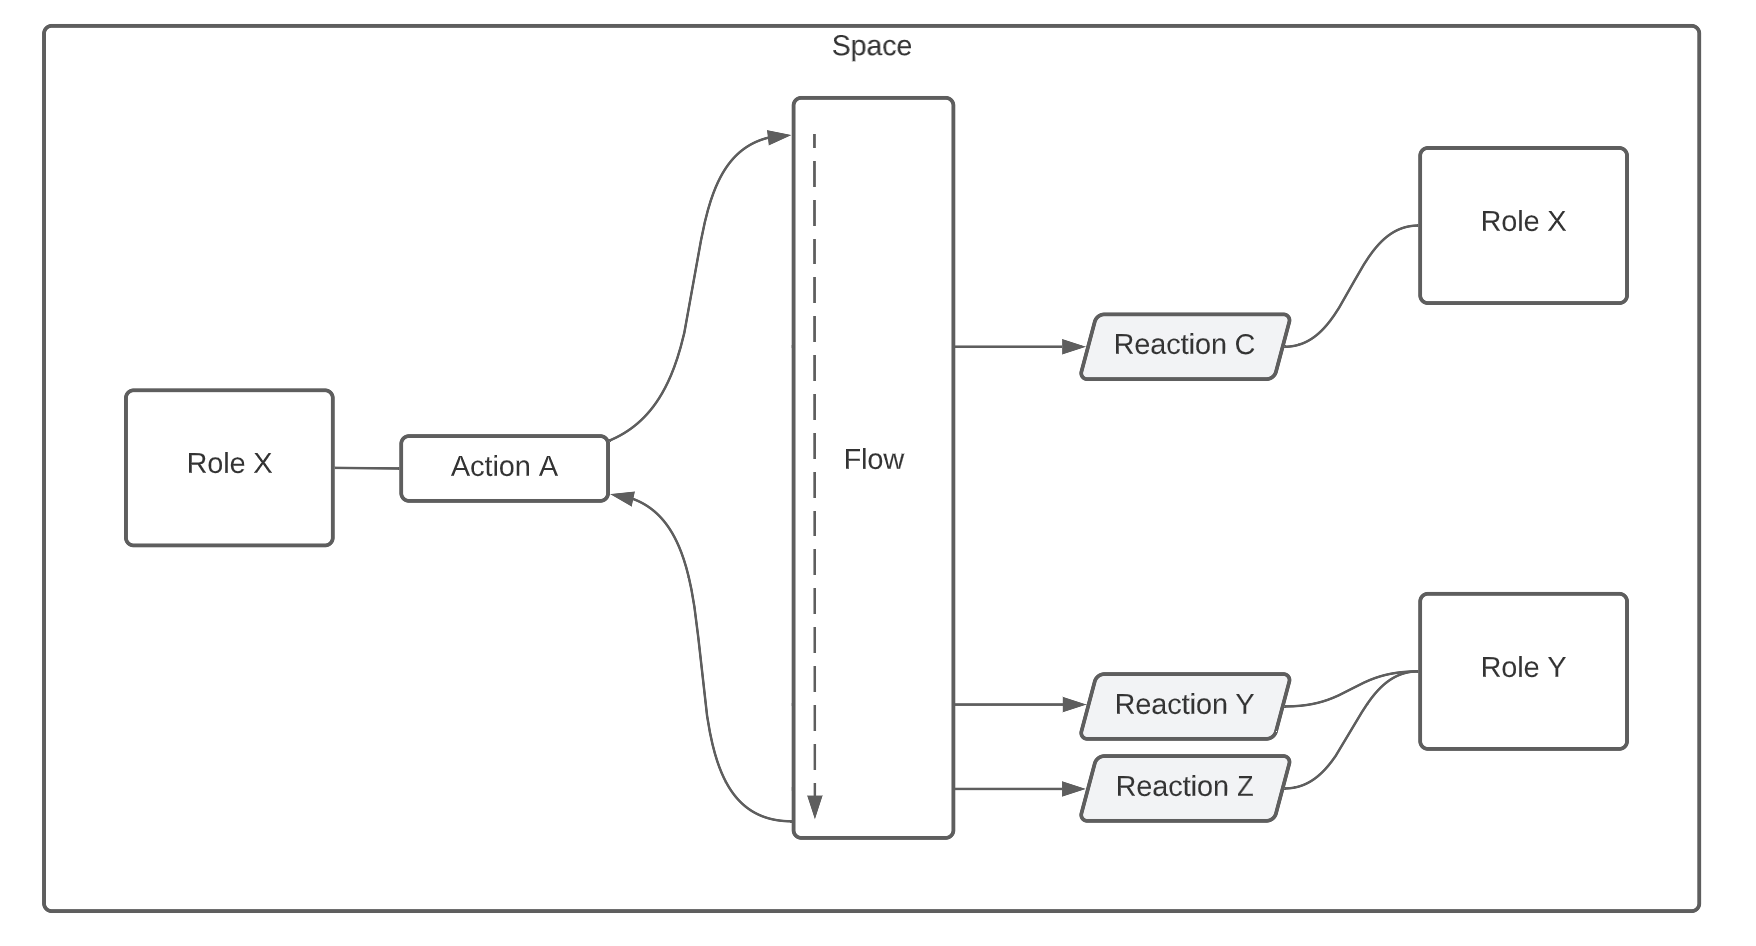 Space
Role X
Action A
Flow
Reaction C
Role X
Reaction Y
Reaction Z
Role Y